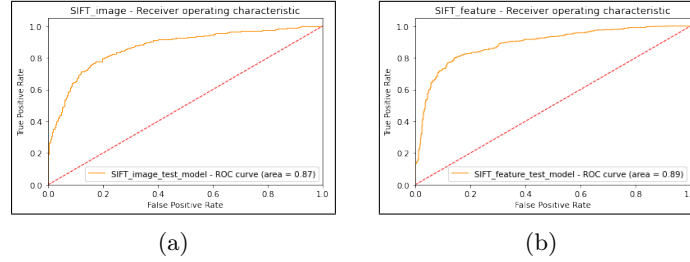 SIFT_image - Receiver operating characteristic
True Positive Rate
1.0
0.8
0.6
0.4
0.2
0.0
SIFT_image_test_model - ROC curve (area = 0.87)
0.0 0.2 0.4 0.6 0.8 1.0
False Positive Rate
(a)
SIFT_feature - Receiver operating characteristic
True Positive Rate
1.0
0.8
0.6
0.4
0.2
0.0
SIFT_feature_test_model - ROC curve (area = 0.89)
0.0 0.2 0.4 0.6 0.8 1.0
False Positive Rate
(b)